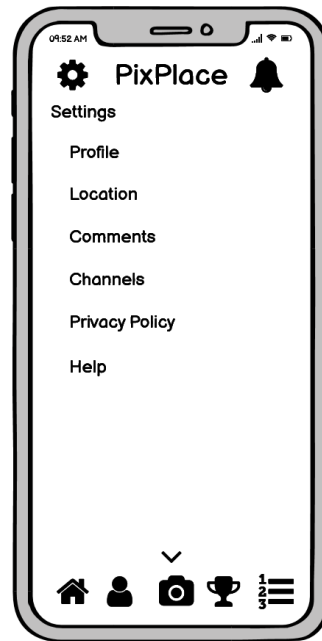 09:52 AM
PixPlace
Settings
Profile
Location
Comments
Channels
Privacy Policy
Help
1
2
3